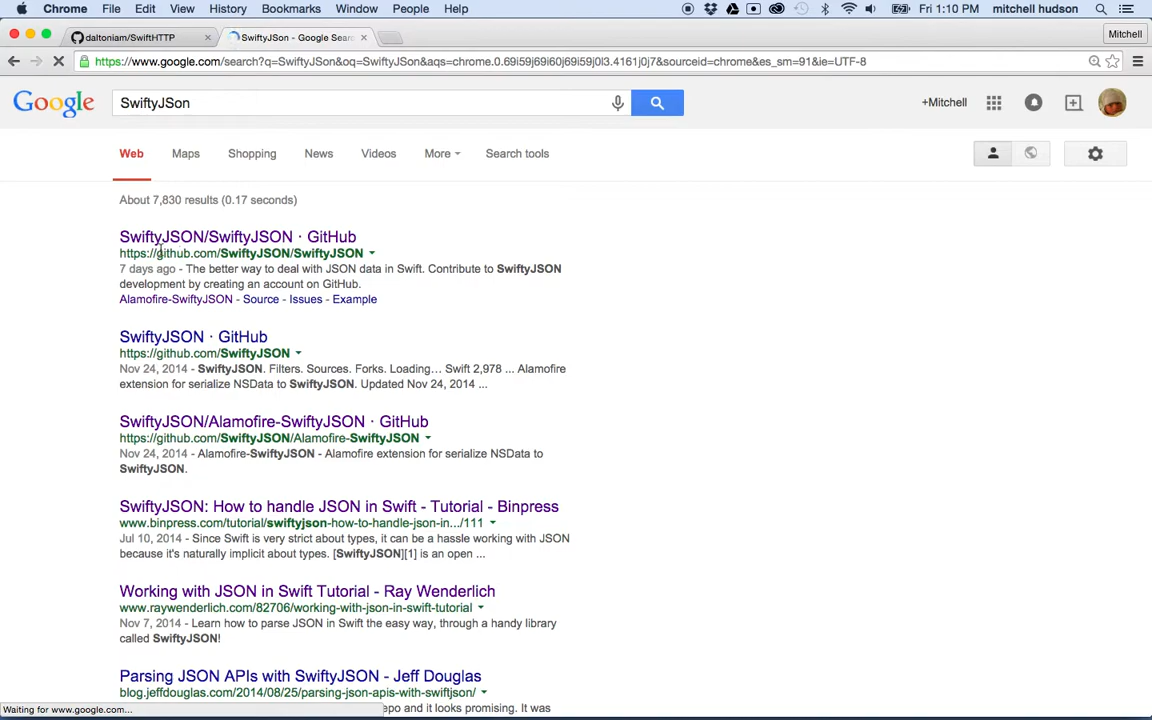 Chrome File Edit View History Bookmarks Window People Help Fri 1:10 PM mitchell hudson
daltoniam/SwiftHTTP SwiftyJSon - Google Sear Mitchell
https://www.google.com/search?q=SwiftyJSon&oq=SwiftyJSon&aqs=chrome.0.69i59j69i60j69i59j0l3.4161j0j7&sourceid=chrome&es_sm=91&ie=UTF-8
Google SwiftyJSon +Mitchell
Web Maps Shopping News Videos More Search tools
About 7,830 results (0.17 seconds)
SwiftyJSON/SwiftyJSON · GitHub
https://github.com/SwiftyJSON/SwiftyJSON
7 days ago - The better way to deal with JSON data in Swift. Contribute to SwiftyJSON
development by creating an account on GitHub.
Alamofire-SwiftyJSON - Source - Issues - Example
SwiftyJSON · GitHub
https://github.com/SwiftyJSON
Nov 24, 2014 - SwiftyJSON. Filters. Sources. Forks. Loading… Swift 2,978 ... Alamofire
extension for serialize NSData to SwiftyJSON. Updated Nov 24, 2014 ...
SwiftyJSON/Alamofire-SwiftyJSON · GitHub
https://github.com/SwiftyJSON/Alamofire-SwiftyJSON
Nov 24, 2014 - Alamofire-SwiftyJSON - Alamofire extension for serialize NSData to
SwiftyJSON.
SwiftyJSON: How to handle JSON in Swift - Tutorial - Binpress
www.binpress.com/tutorial/swiftyjson-how-to-handle-json-in.../111
Jul 10, 2014 - Since Swift is very strict about types, it can be a hassle working with JSON
because it's naturally implicit about types. [SwiftyJSON][1] is an open ...
Working with JSON in Swift Tutorial - Ray Wenderlich
www.raywenderlich.com/82706/working-with-json-in-swift-tutorial
Nov 7, 2014 - Learn how to parse JSON in Swift the easy way, through a handy library
called SwiftyJSON!
Parsing JSON APIs with SwiftyJSON - Jeff Douglas
blog.jeffdouglas.com/2014/08/25/parsing-json-apis-with-swiftjson/
Waiting for www.google.com... epo and it looks promising. It was